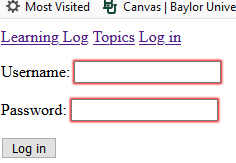 Most Visited Canvas | Baylor Unive
Learning Log Topics Log in
Username:
Password:
Log in